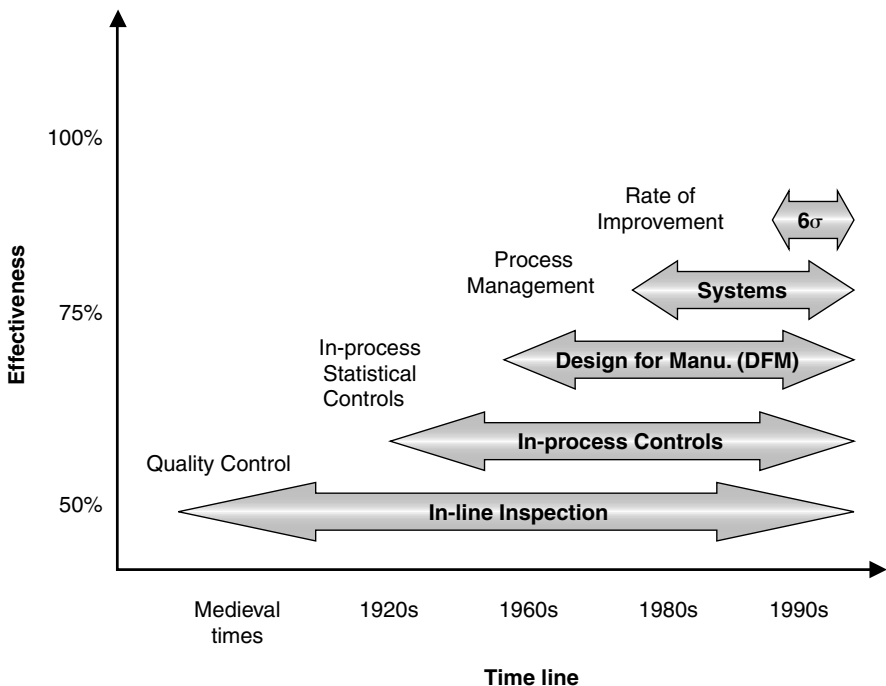 100%
Rate of
Improvement
6σ
Process
Management
Systems
75%
Effectiveness
In-process
Statistical
Controls
Design for Manu. (DFM)
In-process Controls
Quality Control
50%
In-line Inspection
Medieval
times
1920s
1960s
1980s
1990s
Time line